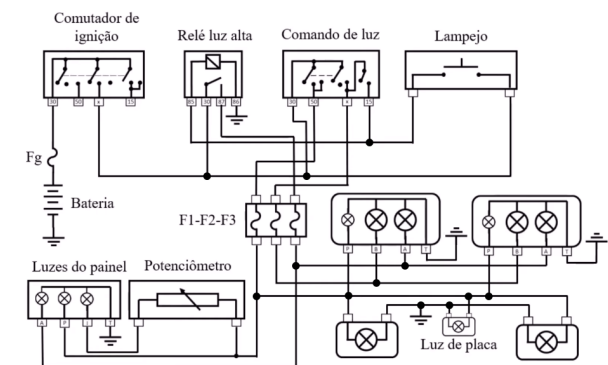 Comutador de
ignição
Relé luz alta
Comando de luz
Lampejo
30 50 15
85 30 87 86
30 50 15
Fg
Bateria
F1-F2-F3
P B A T
P B A T
Luzes do painel
Potenciômetro
A P T
Luz de placa